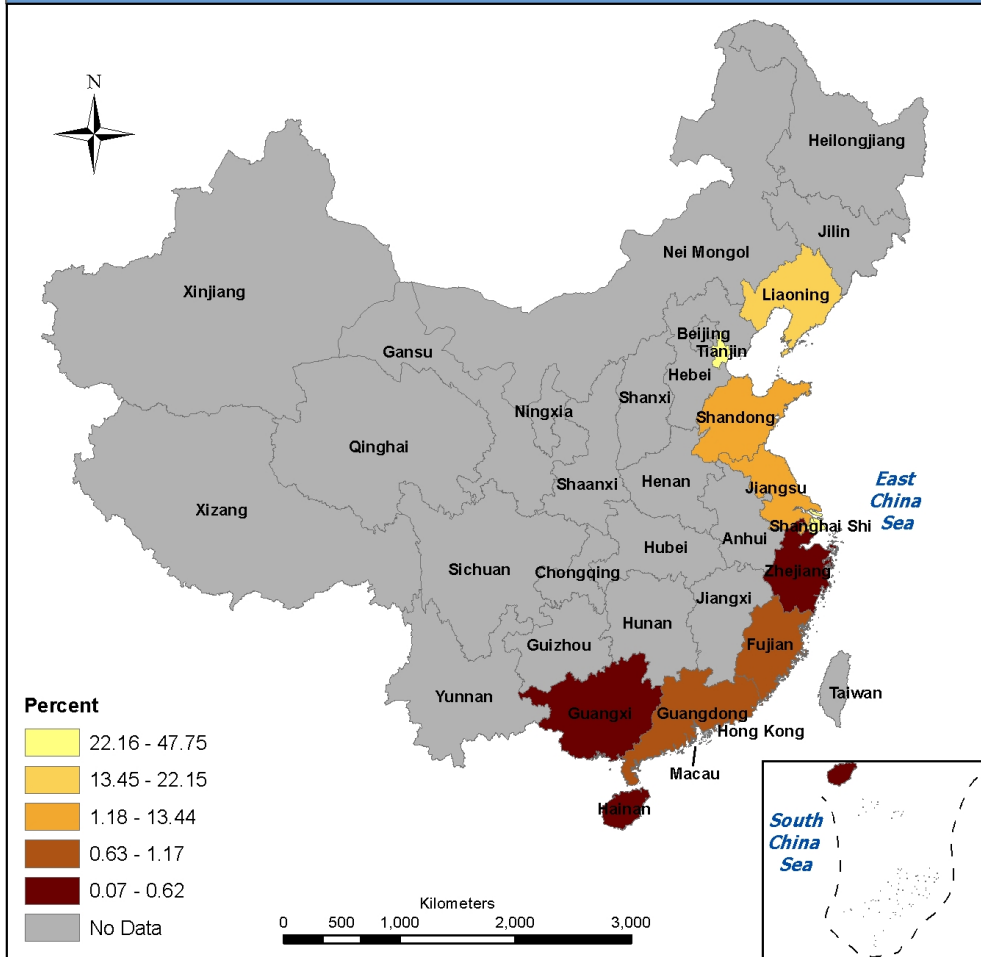 N
Heilongjiang
Jilin
Nei Mongol
Xinjiang
Liaoning
Beijing
Tianjin
Gansu
Hebei
Shanxi
Ningxia
Shandong
Qinghai
Shaanxi
Henan
Jiangsu
East
China
Sea
Xizang
Shanghai Shi
Anhui
Hubei
Sichuan
Chongqing
Zhejiang
Jiangxi
Hunan
Guizhou
Fujian
Yunnan
Taiwan
Guangxi
Guangdong
Hong Kong
Macau
Hainan
South
China
Sea
Percent
22.16 - 47.75
13.45 - 22.15
1.18 - 13.44
0.63 - 1.17
0.07 - 0.62
No Data
Kilometers
0 500 1,000 2,000 3,000